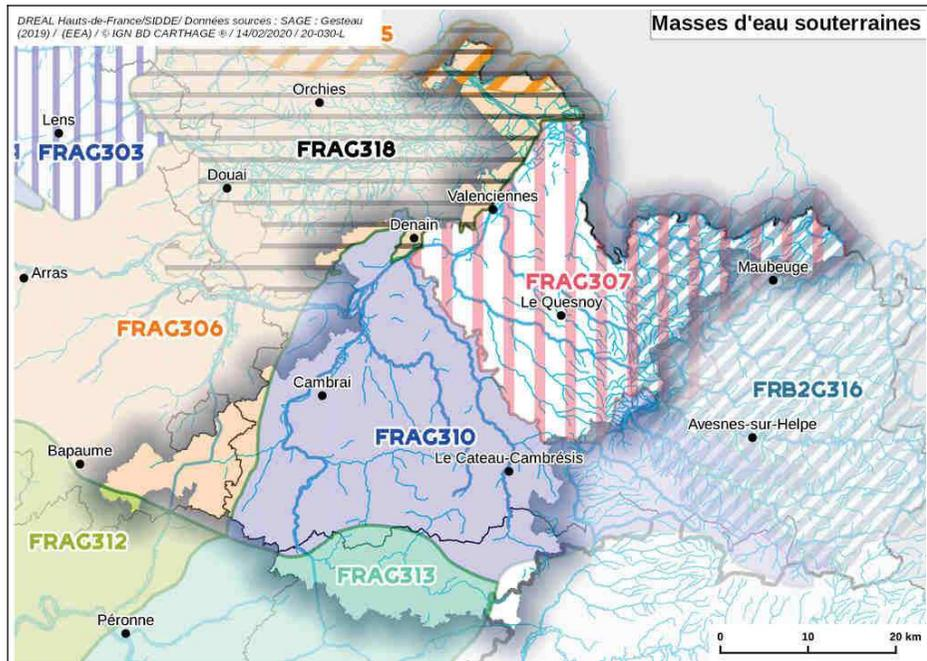 DREAL Hauts-de-France/SIDDE/ Données sources : SAGE : Gesteau
(2019) / (EEA) / © IGN BD CARTHAGE ® / 14/02/2020 / 20-030-L
5
Masses d'eau souterraines
Orchies
Lens
FRAG303
FRAG318
Douai
Valenciennes
Denain
Arras
Maubeuge
FRAG307
Le Quesnoy
FRAG306
Cambrai
FRB2G316
Avesnes-sur-Helpe
FRAG310
Bapaume
Le Cateau-Cambrésis
FRAG312
FRAG313
Péronne
0 10 20 km